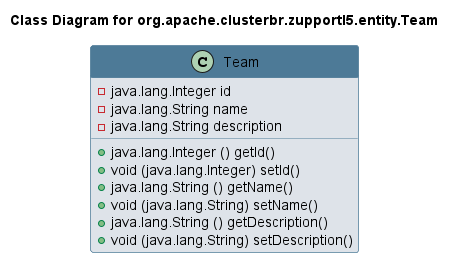 Class Diagram for org.apache.clusterbr.zupportl5.entity.Team
C Team
java.lang.Integer id
java.lang.String name
java.lang.String description
java.lang.Integer () getId()
void (java.lang.Integer) setId()
java.lang.String () getName()
void (java.lang.String) setName()
java.lang.String () getDescription()
void (java.lang.String) setDescription()